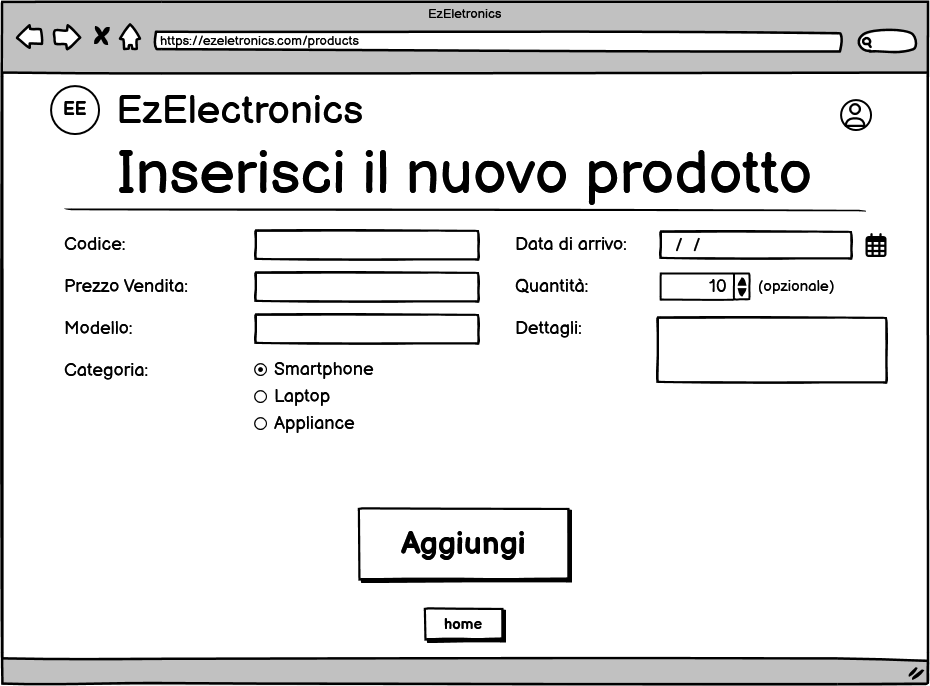 EzEletronics
https://ezeletronics.com/products
EE
EzElectronics
Inserisci il nuovo prodotto
Codice:
Data di arrivo: / /
Prezzo Vendita:
Quantità: 10 (opzionale)
Modello:
Dettagli:
Categoria:
Smartphone
Laptop
Appliance
Aggiungi
home